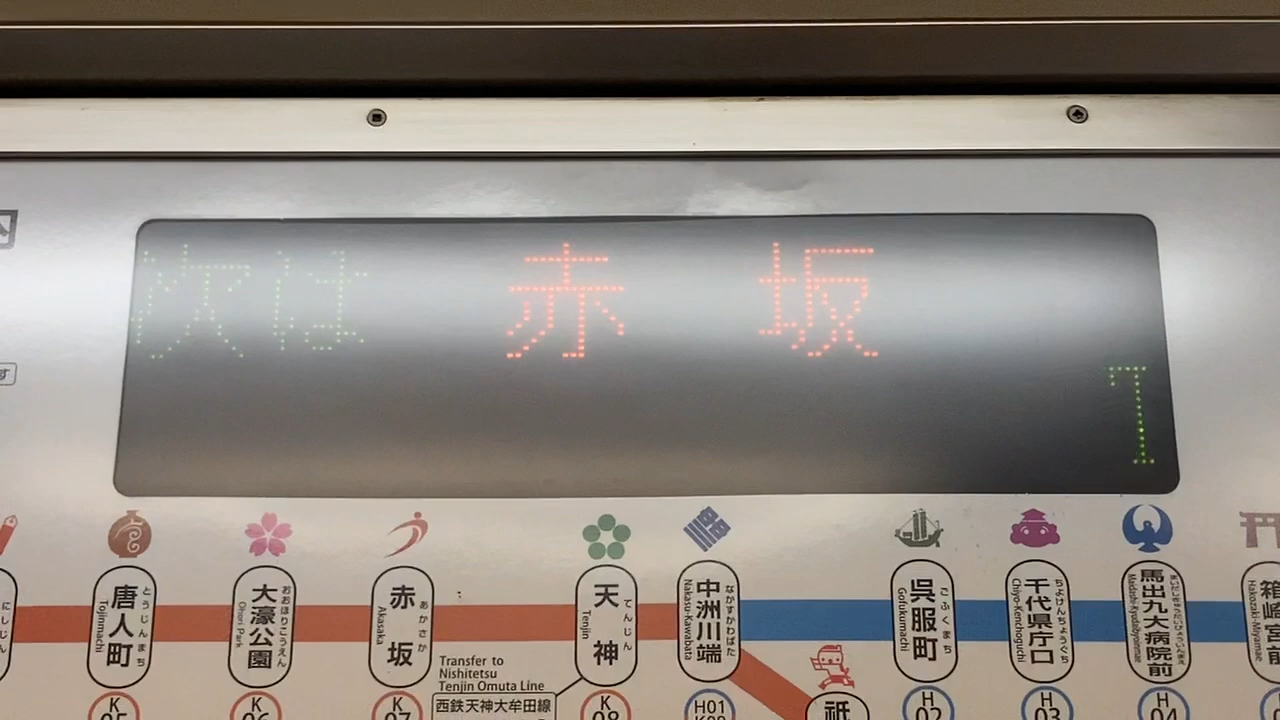 次は 赤 坂
唐人町
とうじんまち
Tojinmachi
大濠公園
おおほりこうえん
Ohori Park
赤坂
あかさか
Akasaka
天神
てんじん
Tenjin
中洲川端
なかすかわばた
Nakasu-Kawabata
呉服町
ごふくまち
Gofukumachi
千代県庁口
ちよけんちょうぐち
Chiyo-Kenchoguchi
馬出九大病院前
まいだしきゅうだいびょういんまえ
Maidashi-Kyudaibyoinmae
箱崎宮前
Hakozaki-Miyamae
にしじん
祇
Transfer to
Nishitetsu
Tenjin Omuta Line
西鉄天神大牟田線
K
05
K
06
K
07
K
08
H01
K09
H
02
H
03
H
04